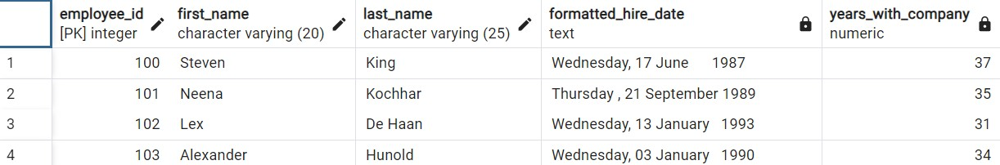 employee_id first_name last_name formatted_hire_date years_with_company
[PK] integer character varying (20) character varying (25) text numeric
1 100 Steven King Wednesday, 17 June      1987 37
2 101 Neena Kochhar Thursday , 21 September 1989 35
3 102 Lex De Haan Wednesday, 13 January   1993 31
4 103 Alexander Hunold Wednesday, 03 January   1990 34